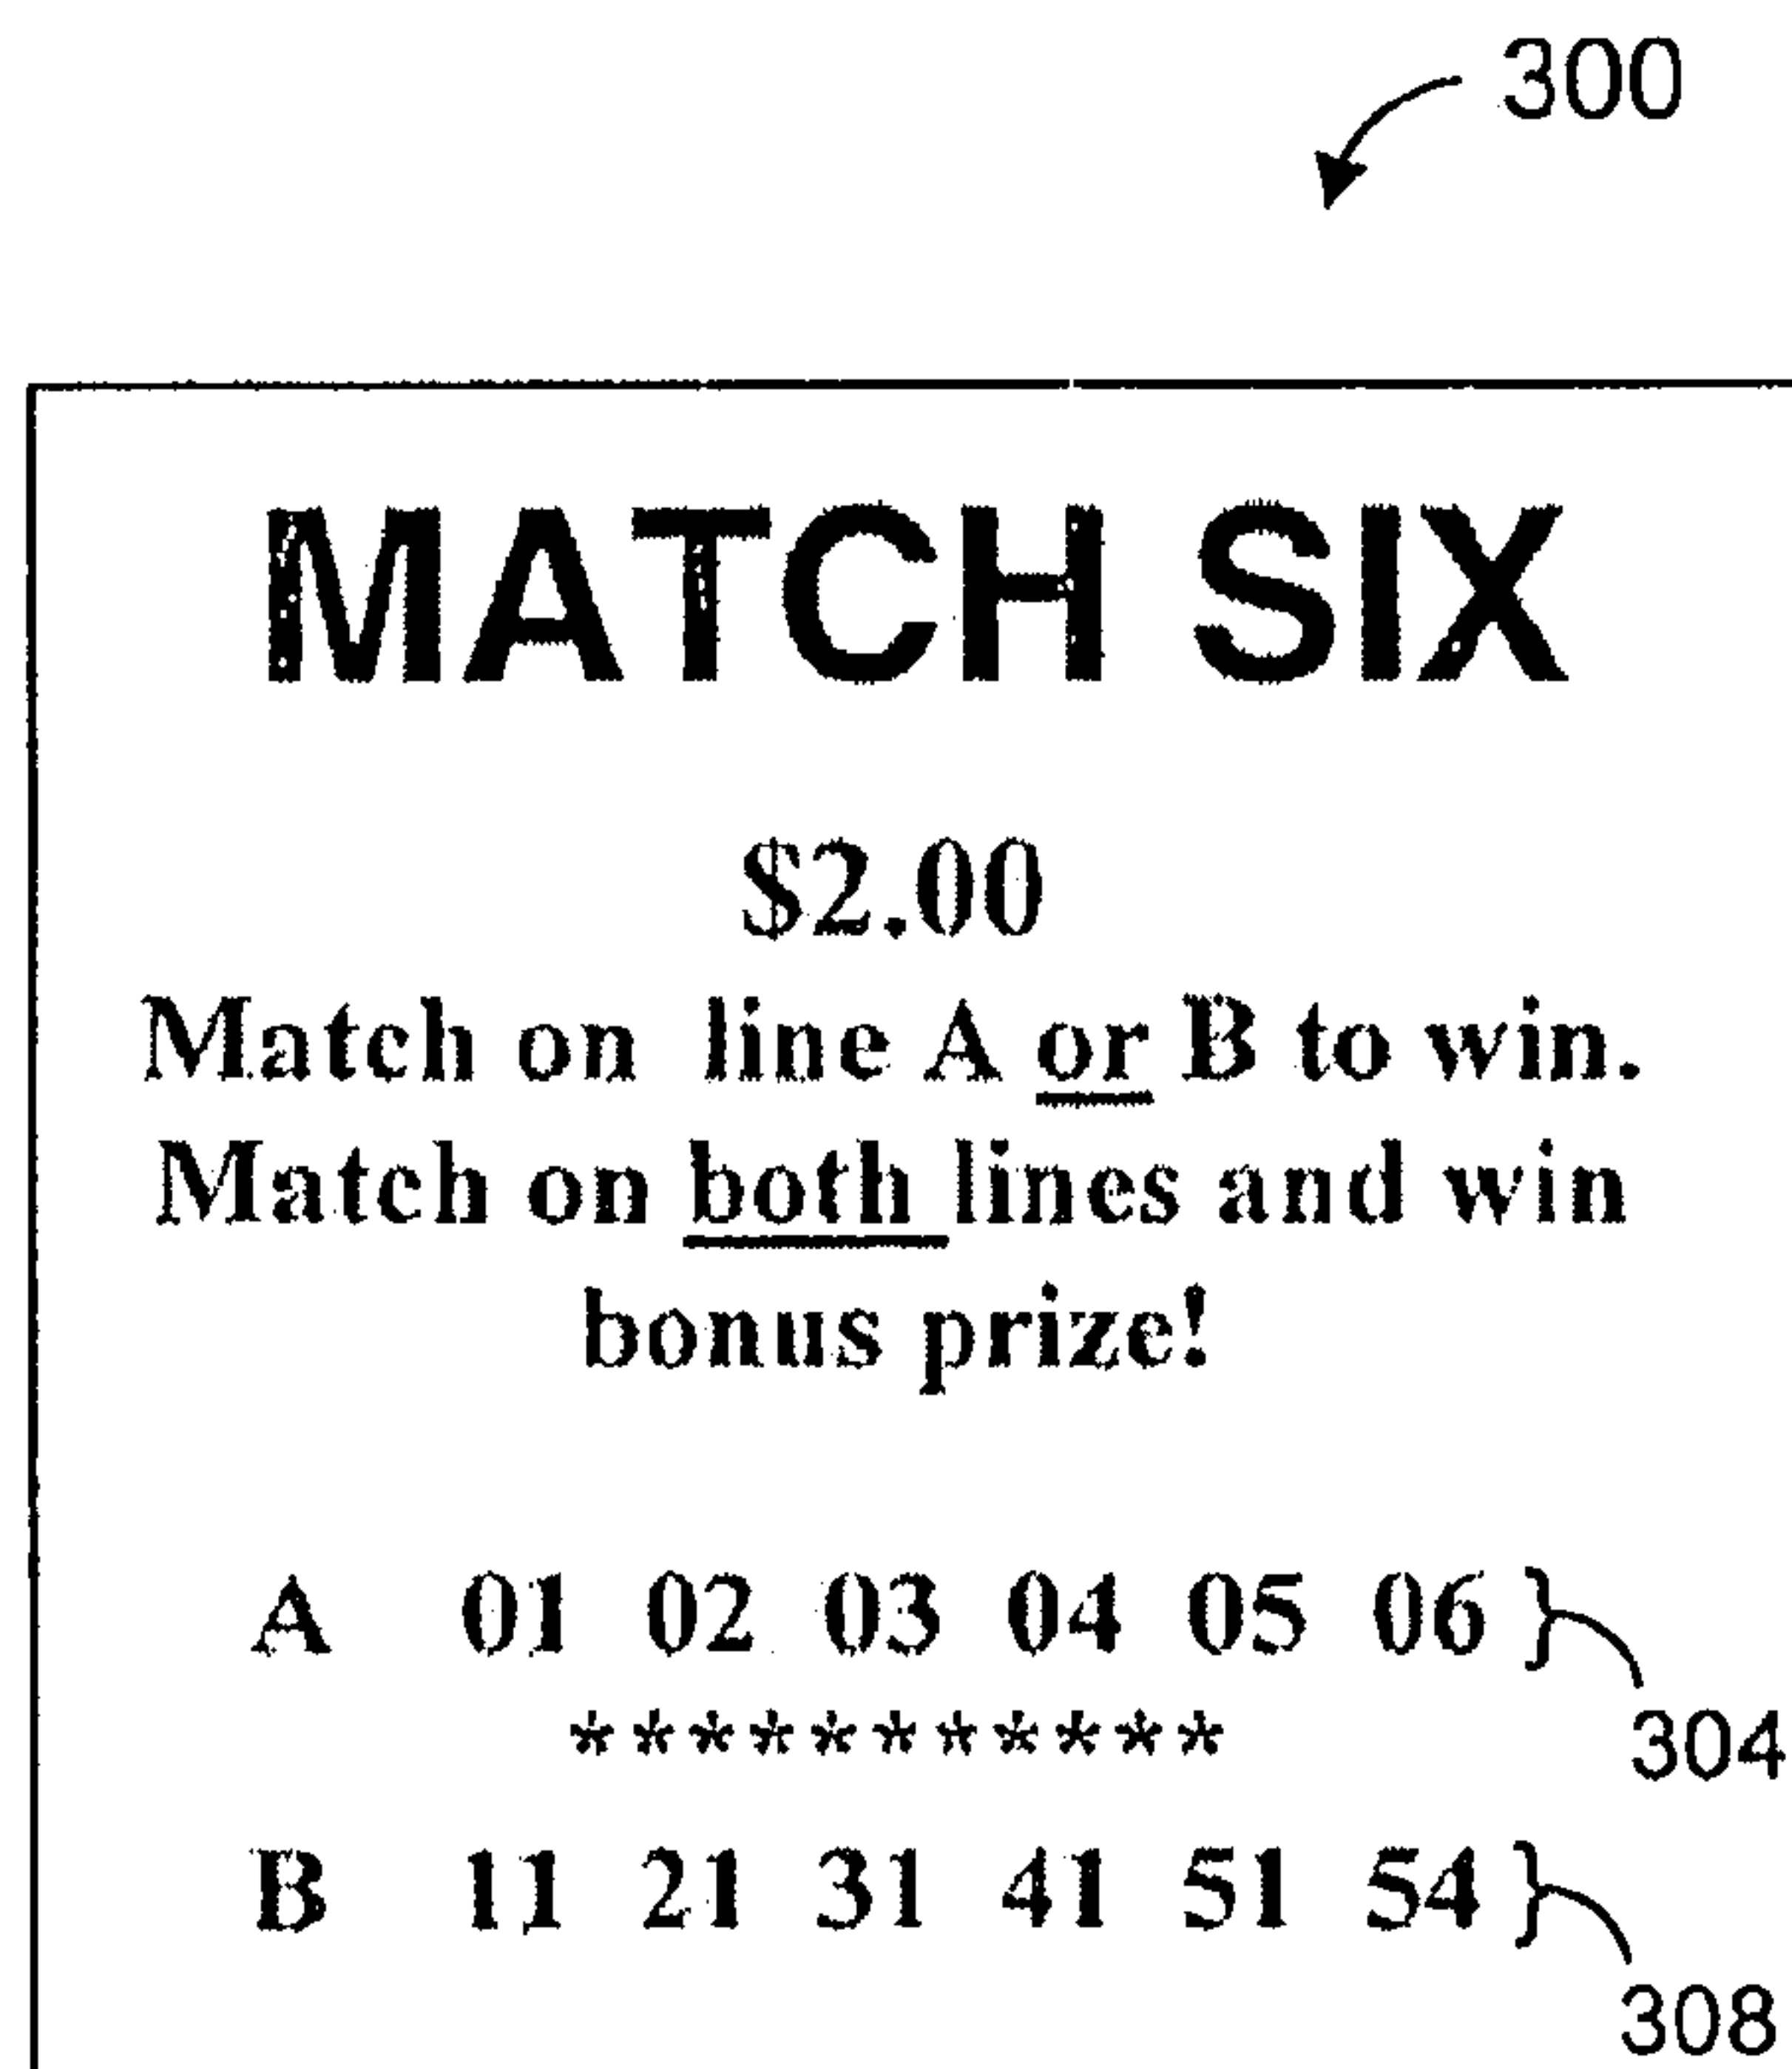 300
MATCH SIX
$2.00
Match on line A or B to win.
Match on both lines and win
bonus prize!
A 01 02 03 04 05 06
304
***********
B 11 21 31 41 51 54
308